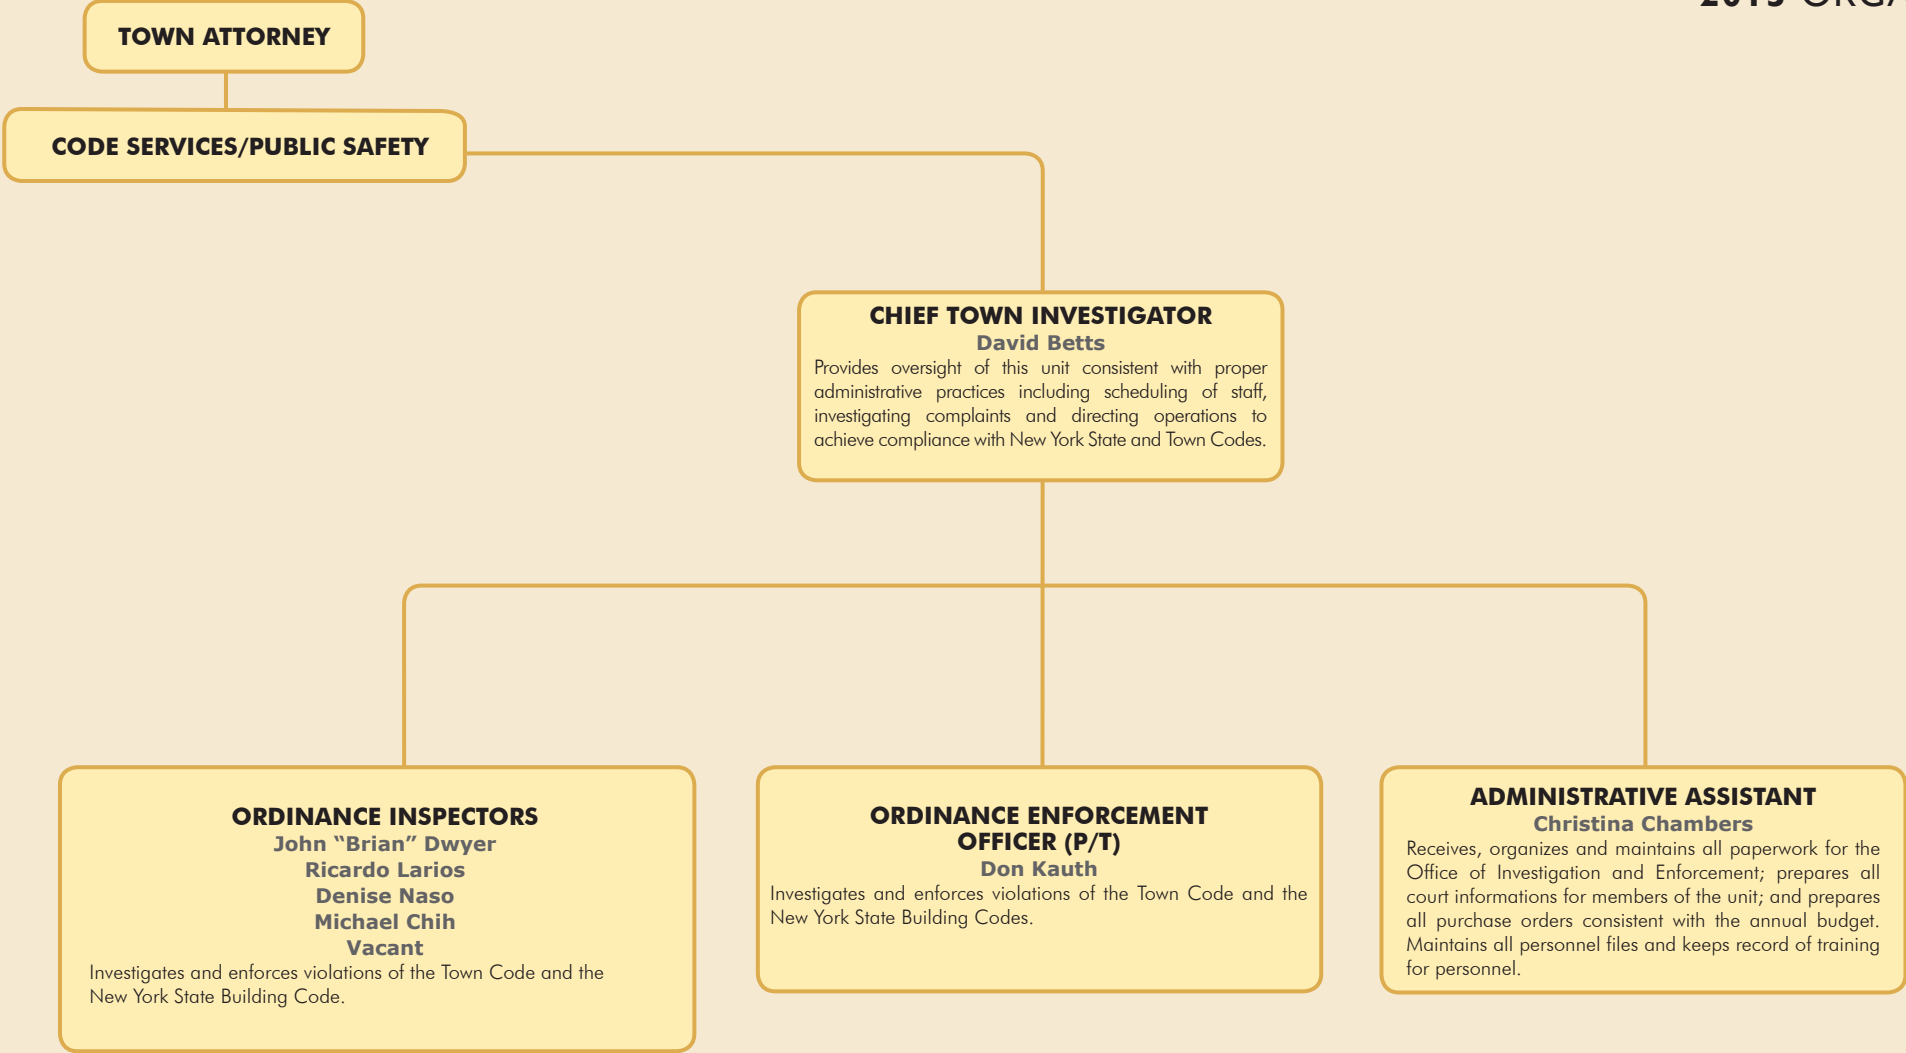 TOWN ATTORNEY
CODE SERVICES/PUBLIC SAFETY
CHIEF TOWN INVESTIGATOR
David Betts
Provides oversight of this unit consistent with proper
administrative practices including scheduling of staff,
investigating complaints and directing operations to
achieve compliance with New York State and Town Codes.
ORDINANCE INSPECTORS
John “Brian” Dwyer
Ricardo Larios
Denise Naso
Michael Chih
Vacant
Investigates and enforces violations of the Town Code and the
New York State Building Code.
ORDINANCE ENFORCEMENT
OFFICER (P/T)
Don Kauth
Investigates and enforces violations of the Town Code and the
New York State Building Codes.
ADMINISTRATIVE ASSISTANT
Christina Chambers
Receives, organizes and maintains all paperwork for the
Office of Investigation and Enforcement; prepares all
court informations for members of the unit; and prepares
all purchase orders consistent with the annual budget.
Maintains all personnel files and keeps record of training
for personnel.